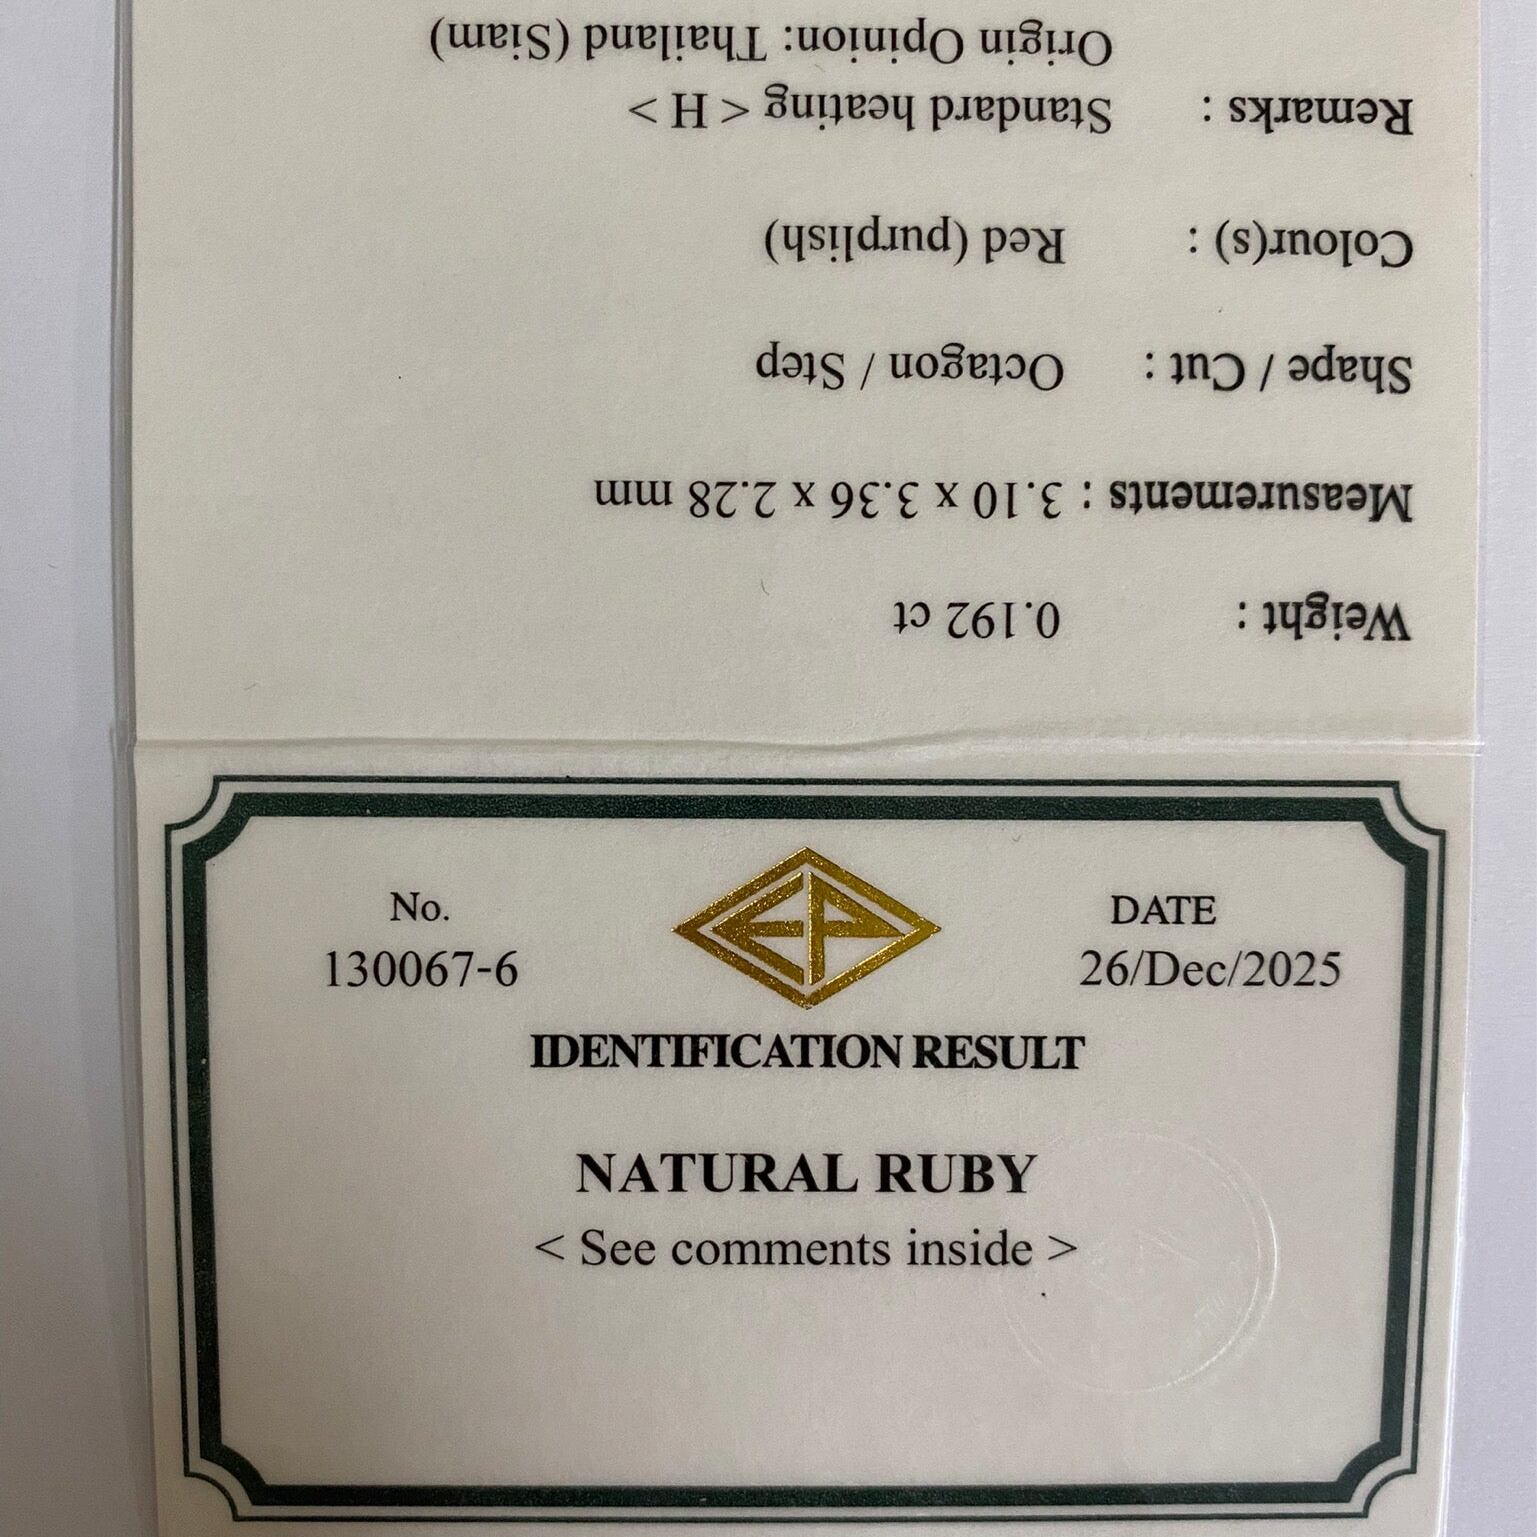 No.
130067-6
EP
DATE
26/Dec/2025
IDENTIFICATION RESULT
NATURAL RUBY
< See comments inside >
Weight : 0.192 ct
Measurements : 3.10 x 3.36 x 2.28 mm
Shape / Cut : Octagon / Step
Colour(s) : Red (purplish)
Remarks : Standard heating < H >
Origin Opinion: Thailand (Siam)